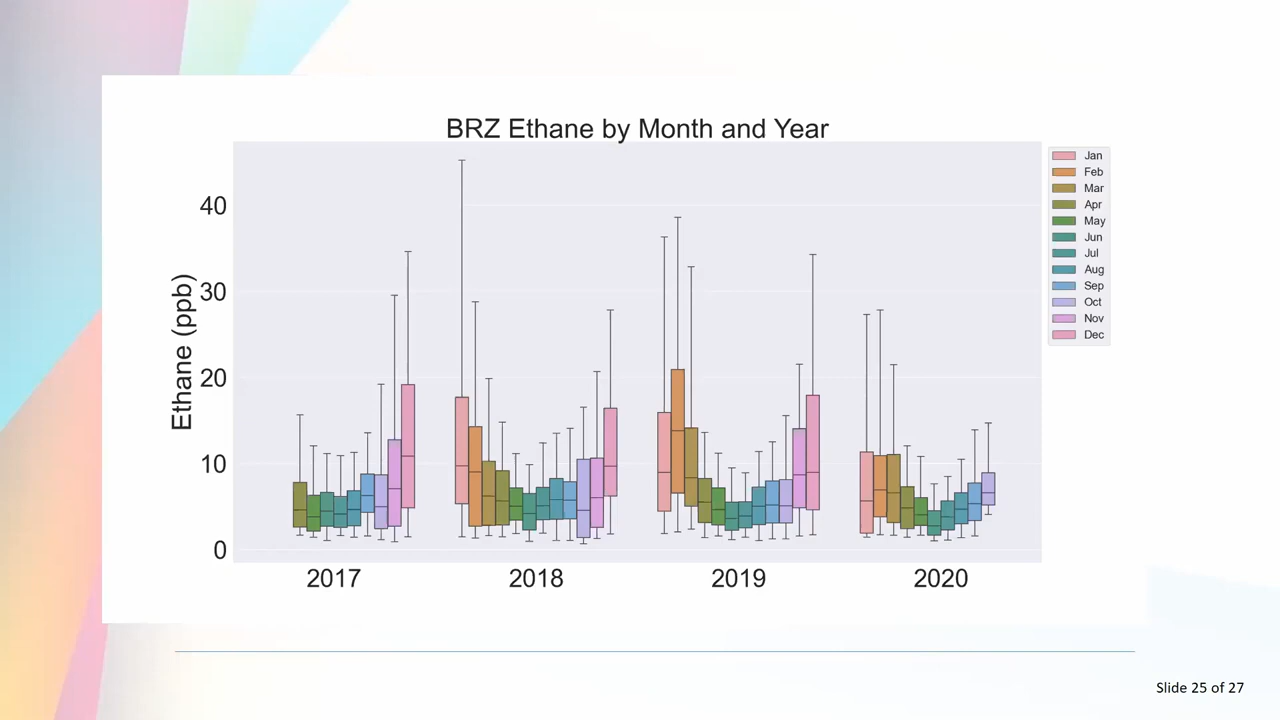 BRZ Ethane by Month and Year
Ethane (ppb)
40
30
20
10
0
2017
2018
2019
2020
Jan
Feb
Mar
Apr
May
Jun
Jul
Aug
Sep
Oct
Nov
Dec
Slide 25 of 27